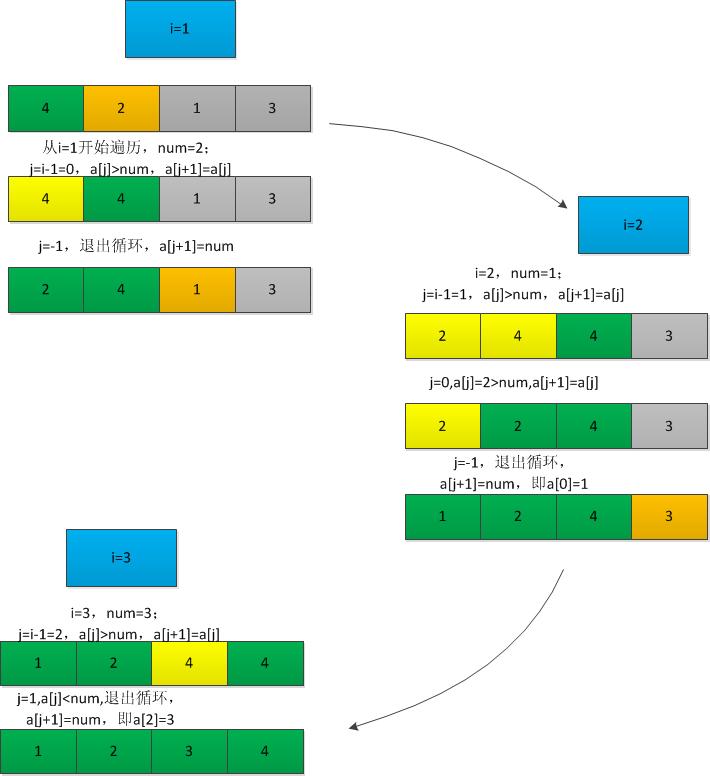 i=1
4 2 1 3
从i=1开始遍历，num=2；
j=i-1=0，a[j]>num，a[j+1]=a[j]
4 4 1 3
j=-1，退出循环，a[j+1]=num
2 4 1 3
i=2
i=2，num=1；
j=i-1=1，a[j]>num，a[j+1]=a[j]
2 4 4 3
j=0,a[j]=2>num,a[j+1]=a[j]
2 2 4 3
j=-1，退出循环，
a[j+1]=num，即a[0]=1
1 2 4 3
i=3
i=3，num=3；
j=i-1=2，a[j]>num，a[j+1]=a[j]
1 2 4 4
j=1,a[j]<num,退出循环，
a[j+1]=num，即a[2]=3
1 2 3 4